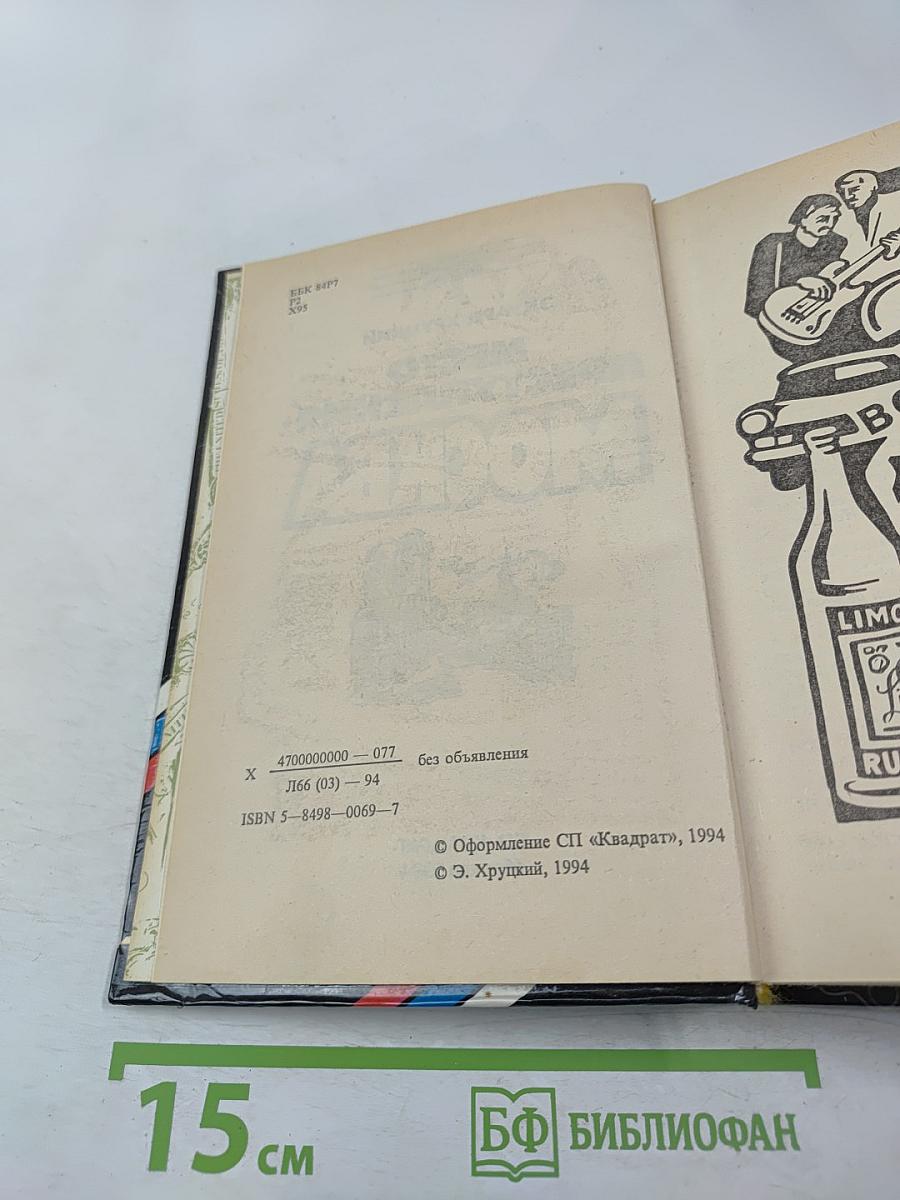 ББК 84Р7
Р2
Х95
Х 4700000000 — 077 без объявления
Л66 (03) — 94
ISBN 5—8498—0069—7
© Оформление СП «Квадрат», 1994
© Э. Хруцкий, 1994
LIMO
RU
15 см
БФ БИБЛИОФАН